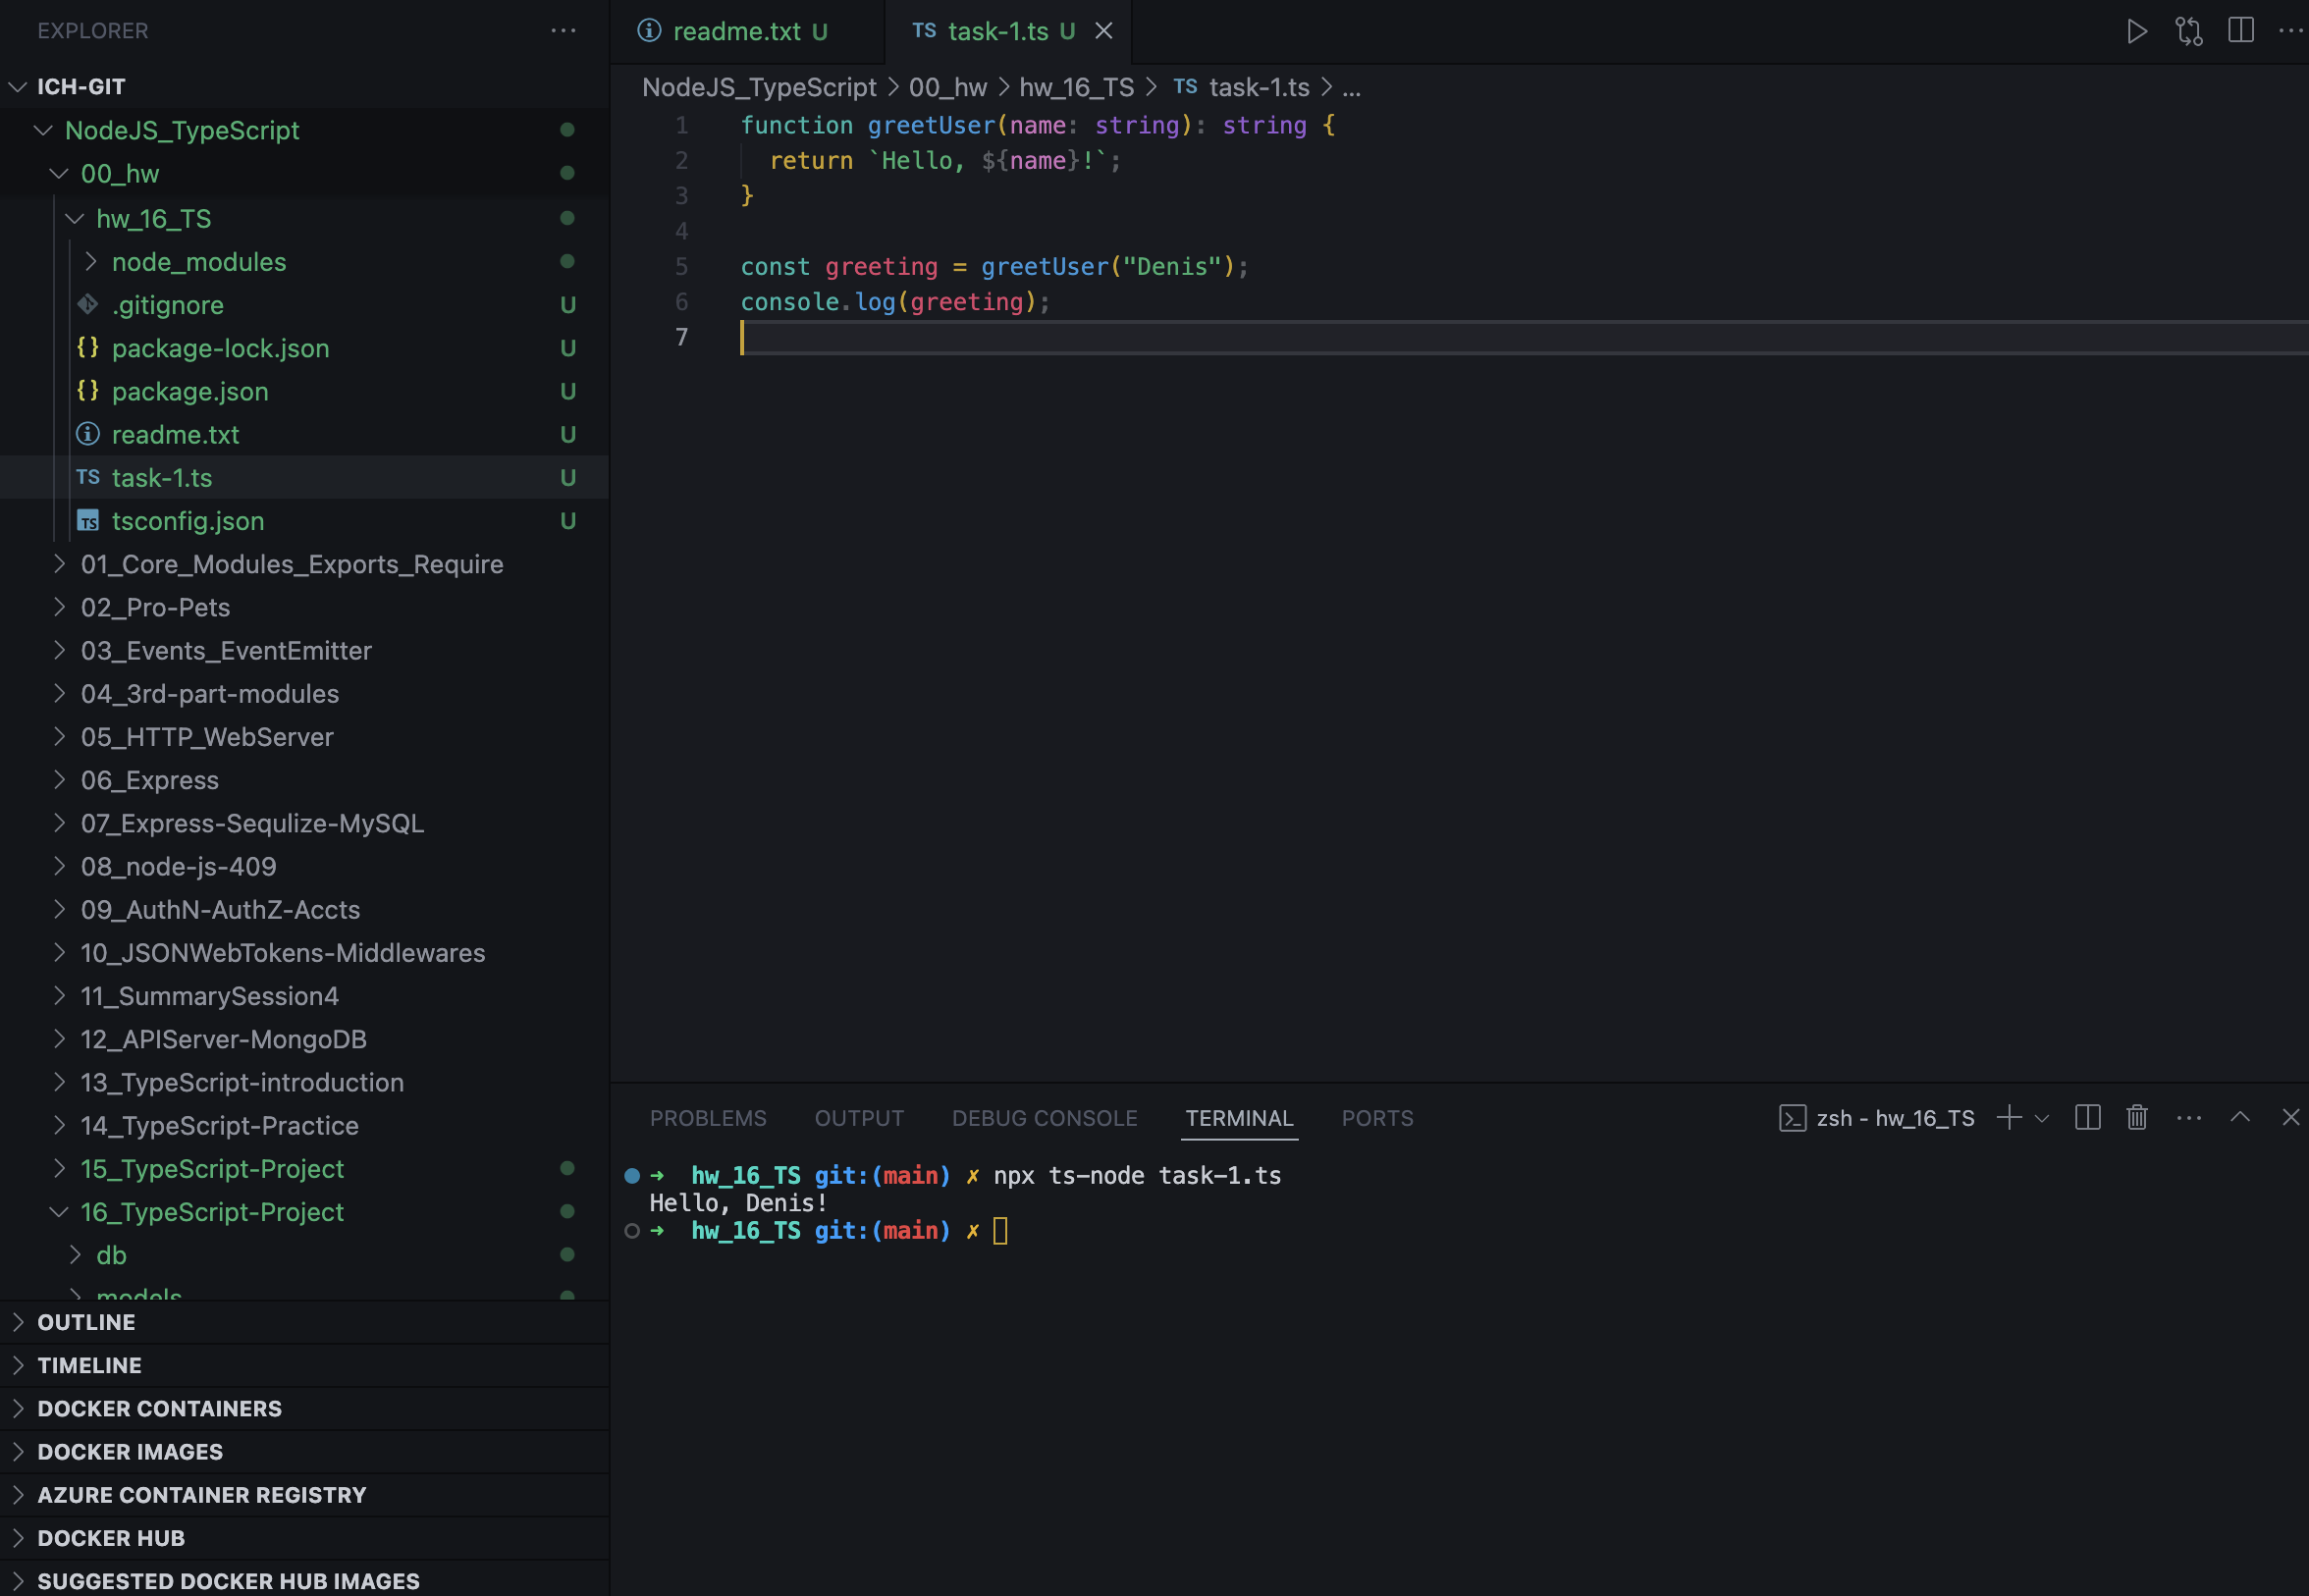 EXPLORER
ICH-GIT
NodeJS_TypeScript
00_hw
hw_16_TS
node_modules
.gitignore U
{} package-lock.json U
{} package.json U
readme.txt U
TS task-1.ts U
TS tsconfig.json U
01_Core_Modules_Exports_Require
02_Pro-Pets
03_Events_EventEmitter
04_3rd-part-modules
05_HTTP_WebServer
06_Express
07_Express-Sequlize-MySQL
08_node-js-409
09_AuthN-AuthZ-Accts
10_JSONWebTokens-Middlewares
11_SummarySession4
12_APIServer-MongoDB
13_TypeScript-introduction
14_TypeScript-Practice
15_TypeScript-Project
16_TypeScript-Project
db
models
OUTLINE
TIMELINE
DOCKER CONTAINERS
DOCKER IMAGES
AZURE CONTAINER REGISTRY
DOCKER HUB
SUGGESTED DOCKER HUB IMAGES
readme.txt U TS task-1.ts U
NodeJS_TypeScript > 00_hw > hw_16_TS > TS task-1.ts > ...
1 function greetUser(name: string): string {
2 return `Hello, ${name}!`;
3 }
4
5 const greeting = greetUser("Denis");
6 console.log(greeting);
7
PROBLEMS OUTPUT DEBUG CONSOLE TERMINAL PORTS zsh - hw_16_TS
➜ hw_16_TS git:(main) ✗ npx ts-node task-1.ts
Hello, Denis!
➜ hw_16_TS git:(main) ✗